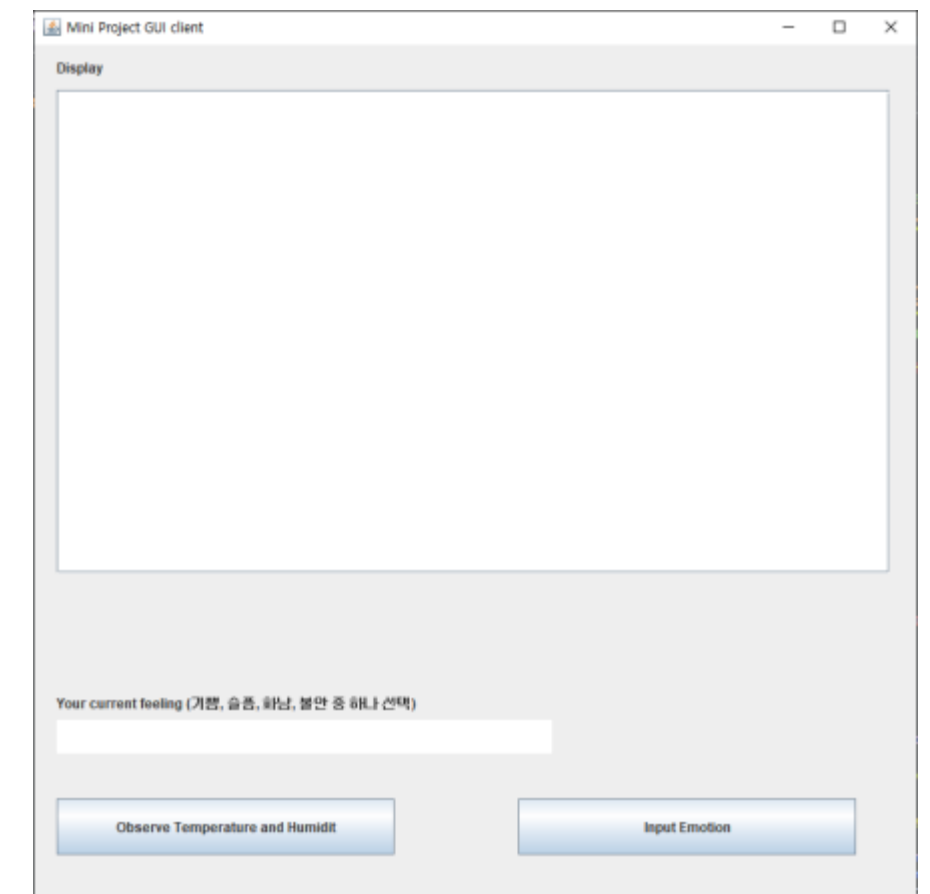 Mini Project GUI client
Display
Your current feeling (기쁨, 슬픔, 화남, 불안 중 하나 선택)
Observe Temperature and Humidit
Input Emotion